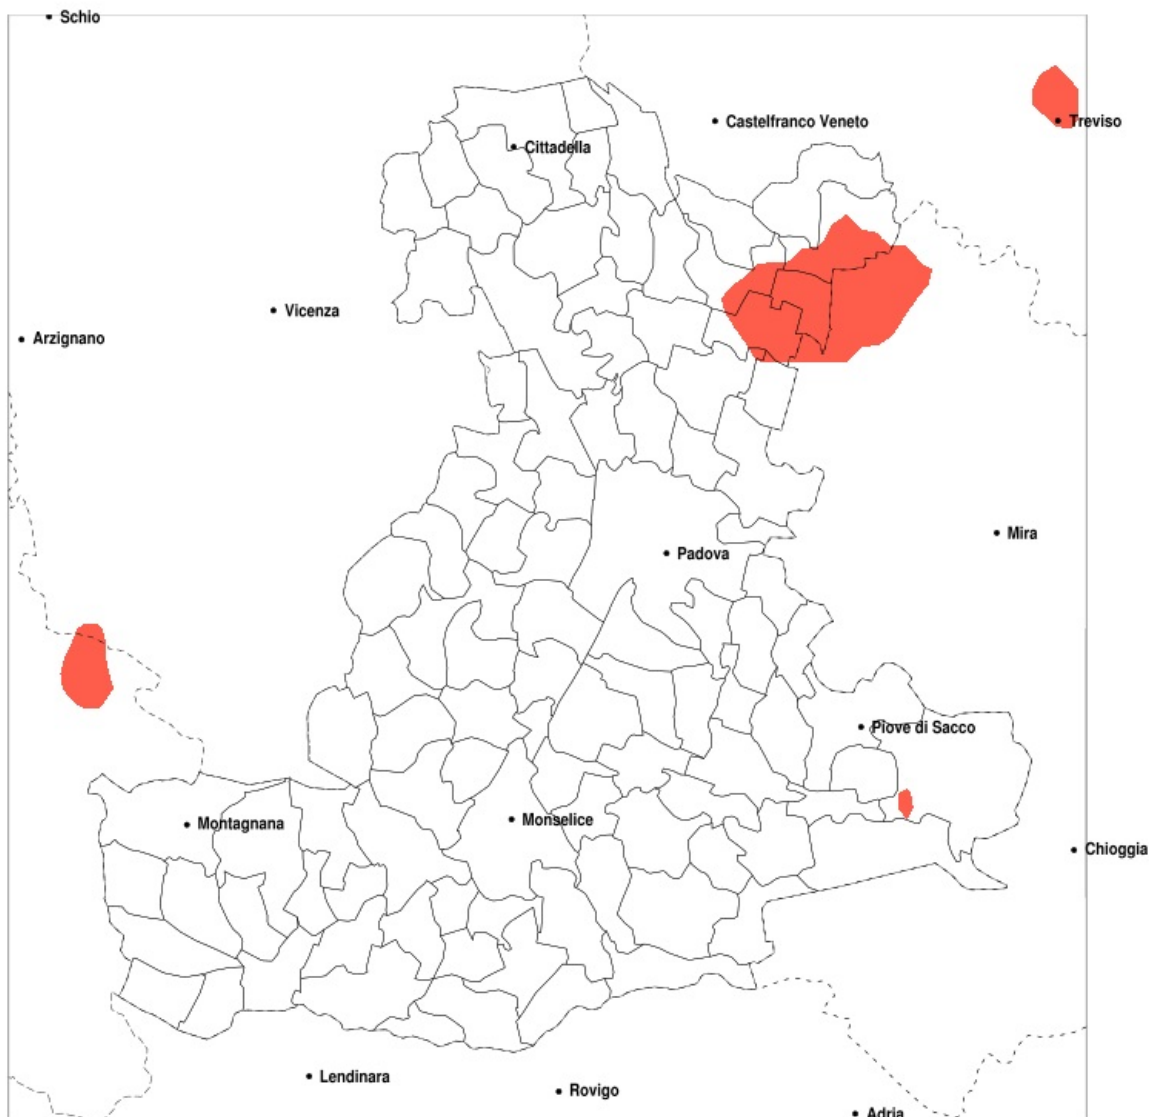 Schio
Castelfranco Veneto
Treviso
Cittadella
Vicenza
Arzignano
Mira
Padova
Piove di Sacco
Montagnana
Monselice
Chioggia
Lendinara
Rovigo
Adria